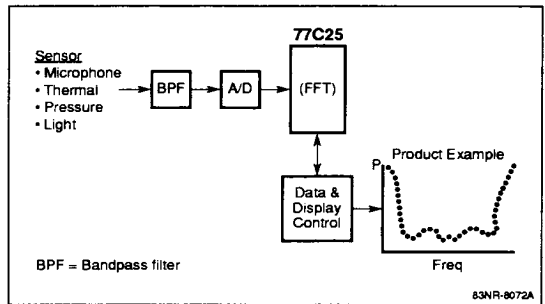 77C25
Sensor
• Microphone
• Thermal
• Pressure
• Light
BPF
A/D
(FFT)
Data &
Display
Control
Product Example
P
Freq
BPF = Bandpass filter
83NR-8072A